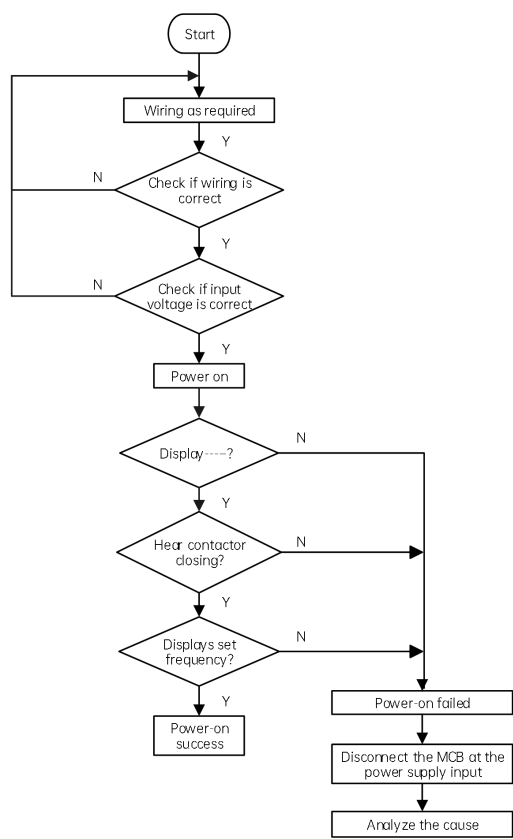 Start
Wiring as required
Y
N
Check if wiring is
correct
Y
N
Check if input
voltage is correct
Y
Power on
N
Display-----?
Y
N
Hear contactor
closing?
Y
N
Displays set
frequency?
Y
Power-on
success
Power-on failed
Disconnect the MCB at the
power supply input
Analyze the cause